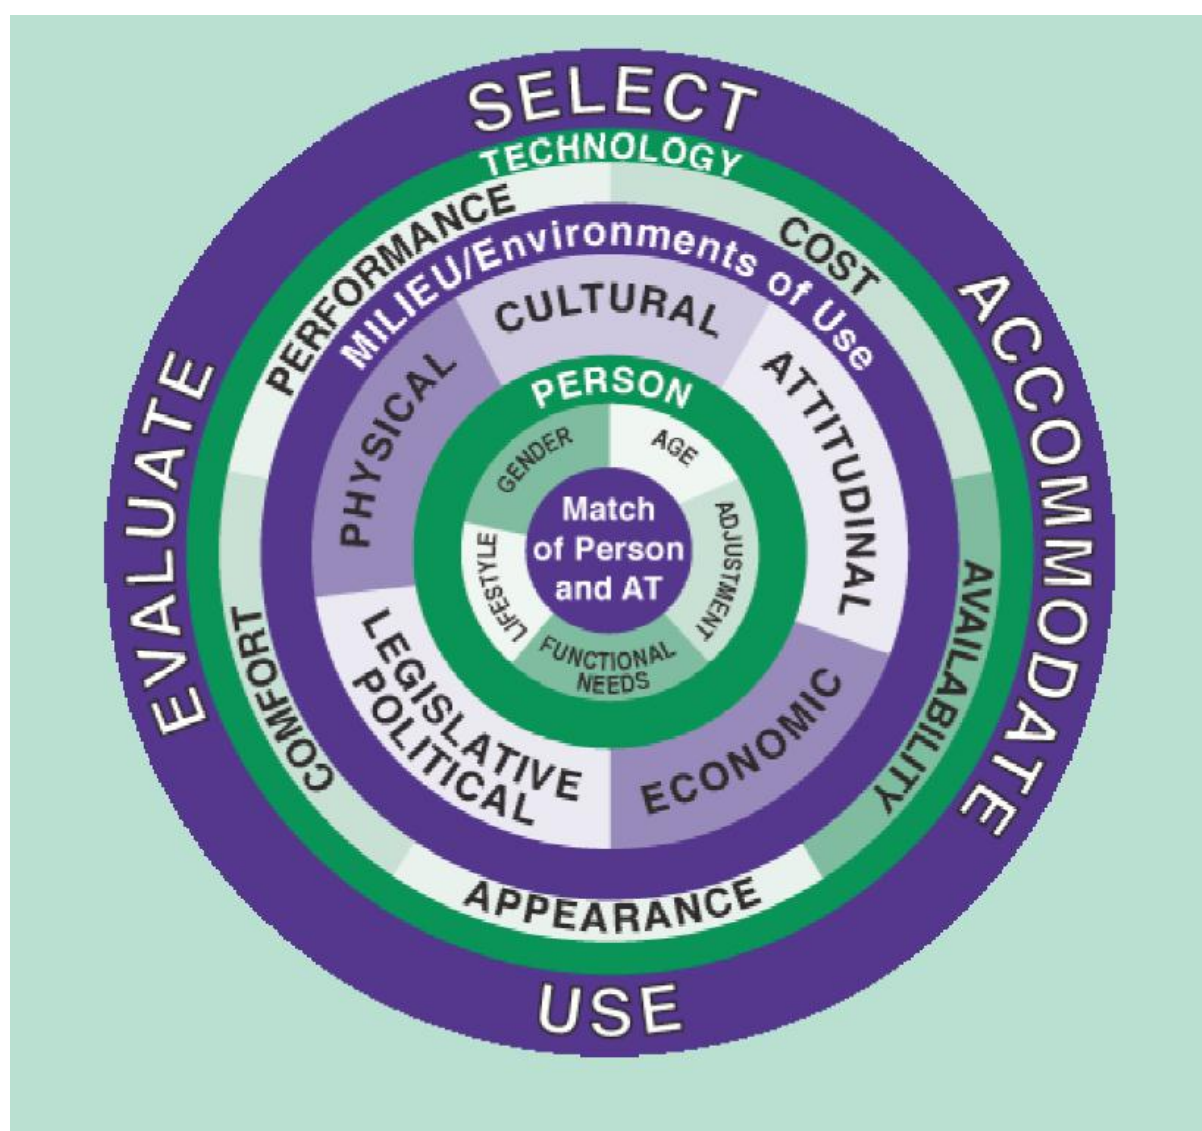 SELECT
ACCOMMODATE
USE
EVALUATE
TECHNOLOGY
PERFORMANCE
COST
AVAILABILITY
APPEARANCE
COMFORT
MILIEU/Environments of Use
CULTURAL
ATTITUDINAL
ECONOMIC
LEGISLATIVE
POLITICAL
PHYSICAL
PERSON
GENDER
AGE
ADJUSTMENT
FUNCTIONAL
NEEDS
LIFESTYLE
Match
of Person
and AT